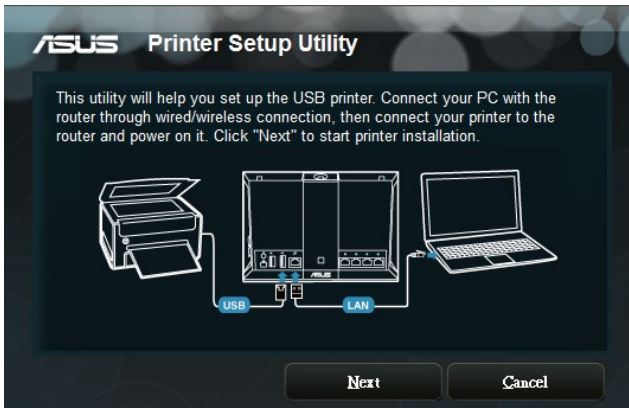 ASUS Printer Setup Utility
This utility will help you set up the USB printer. Connect your PC with the
router through wired/wireless connection, then connect your printer to the
router and power on it. Click "Next" to start printer installation.
ASUS
USB
LAN
Next
Cancel